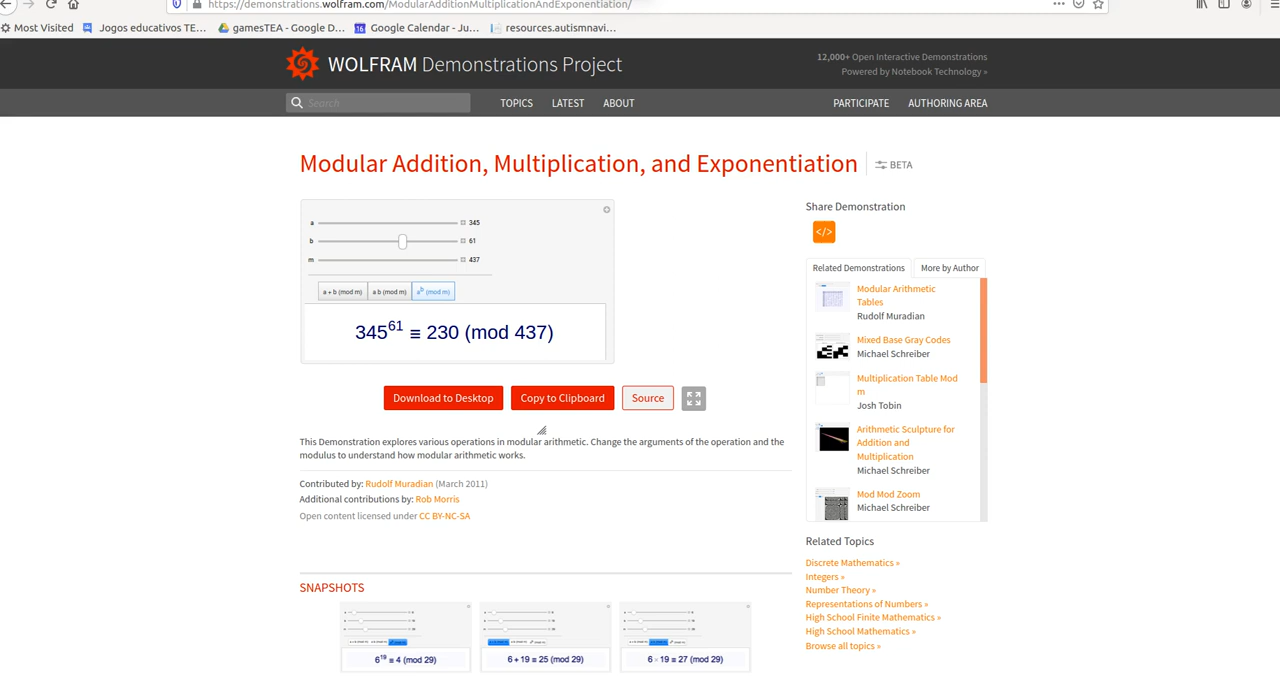 https://demonstrations.wolfram.com/ModularAdditionMultiplicationAndExponentiation/
Most Visited Jogos educativos TE... gamesTEA - Google D... Google Calendar - Ju... resources.autismnavi...
WOLFRAM Demonstrations Project
12,000+ Open Interactive Demonstrations
Powered by Notebook Technology »
Search TOPICS LATEST ABOUT PARTICIPATE AUTHORING AREA
Modular Addition, Multiplication, and Exponentiation BETA
a 345
b 61
m 437
a + b (mod m) a b (mod m) a^b (mod m)
345^61 ≡ 230 (mod 437)
Download to Desktop Copy to Clipboard Source
This Demonstration explores various operations in modular arithmetic. Change the arguments of the operation and the
modulus to understand how modular arithmetic works.
Contributed by: Rudolf Muradian (March 2011)
Additional contributions by: Rob Morris
Open content licensed under CC BY-NC-SA
SNAPSHOTS
6^19 ≡ 4 (mod 29) 6 + 19 ≡ 25 (mod 29) 6 × 19 ≡ 27 (mod 29)
Share Demonstration
</>
Related Demonstrations More by Author
Modular Arithmetic
Tables
Rudolf Muradian
Mixed Base Gray Codes
Michael Schreiber
Multiplication Table Mod
m
Josh Tobin
Arithmetic Sculpture for
Addition and
Multiplication
Michael Schreiber
Mod Mod Zoom
Michael Schreiber
Related Topics
Discrete Mathematics »
Integers »
Number Theory »
Representations of Numbers »
High School Finite Mathematics »
High School Mathematics »
Browse all topics »